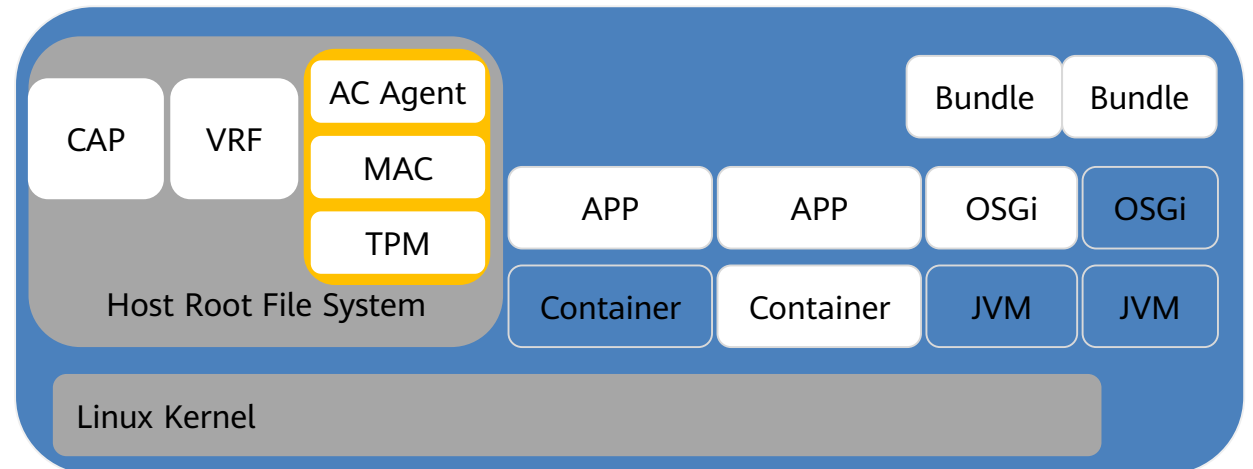 CAP
VRF
AC Agent
MAC
TPM
Host Root File System
Bundle
Bundle
APP
APP
OSGi
OSGi
Container
Container
JVM
JVM
Linux Kernel